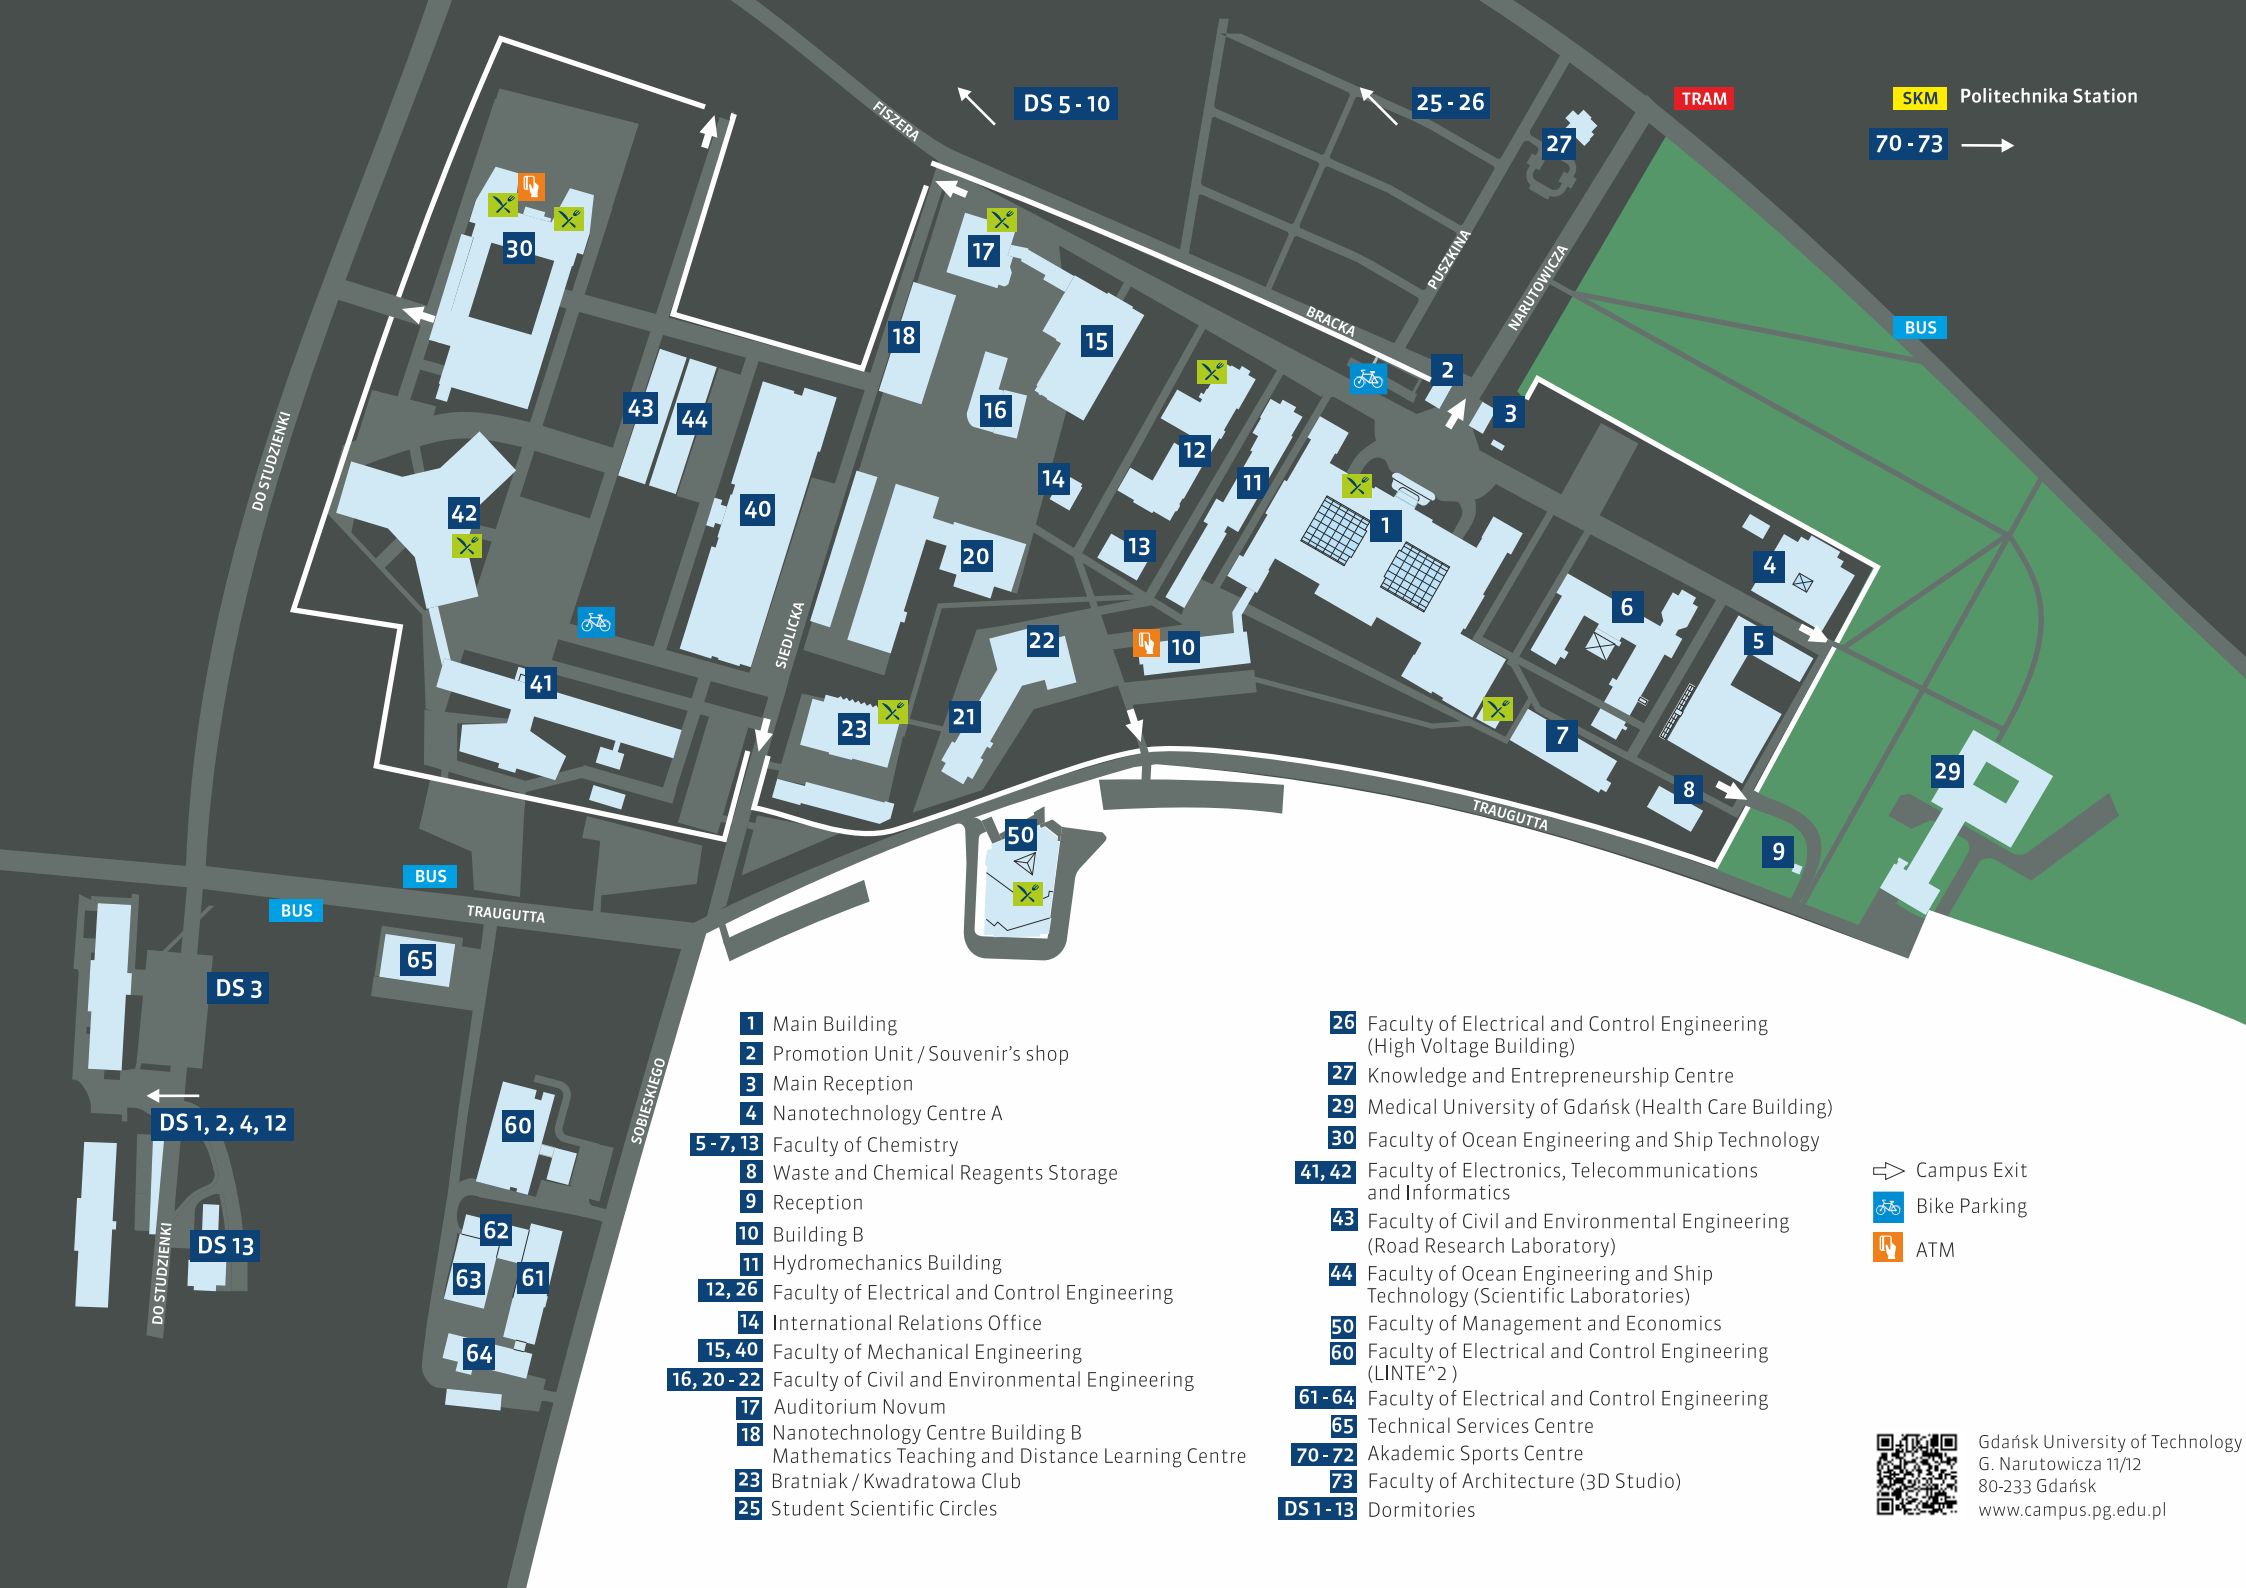 FISZERA
DS 5 - 10
25 - 26
TRAM
SKM Politechnika Station
70 - 73
27
30
17
PUSZKINA
NARUTOWICZA
BRACKA
BUS
18
15
2
3
43
44
16
12
11
14
1
DO STUDZIENKI
42
40
13
20
4
6
5
SIEDLICKA
22
10
41
21
23
7
8
29
9
50
TRAUGUTTA
BUS
BUS
TRAUGUTTA
65
DS 3
SOBIESKIEGO
DS 1, 2, 4, 12
60
DS 13
DO STUDZIENKI
62
63
61
64
1 Main Building
2 Promotion Unit / Souvenir's shop
3 Main Reception
4 Nanotechnology Centre A
5 - 7, 13 Faculty of Chemistry
8 Waste and Chemical Reagents Storage
9 Reception
10 Building B
11 Hydromechanics Building
12, 26 Faculty of Electrical and Control Engineering
14 International Relations Office
15, 40 Faculty of Mechanical Engineering
16, 20 - 22 Faculty of Civil and Environmental Engineering
17 Auditorium Novum
18 Nanotechnology Centre Building B
Mathematics Teaching and Distance Learning Centre
23 Bratniak / Kwadratowa Club
25 Student Scientific Circles
26 Faculty of Electrical and Control Engineering
(High Voltage Building)
27 Knowledge and Entrepreneurship Centre
29 Medical University of Gdańsk (Health Care Building)
30 Faculty of Ocean Engineering and Ship Technology
41, 42 Faculty of Electronics, Telecommunications
and Informatics
43 Faculty of Civil and Environmental Engineering
(Road Research Laboratory)
44 Faculty of Ocean Engineering and Ship
Technology (Scientific Laboratories)
50 Faculty of Management and Economics
60 Faculty of Electrical and Control Engineering
(LINTE^2 )
61 - 64 Faculty of Electrical and Control Engineering
65 Technical Services Centre
70 - 72 Akademic Sports Centre
73 Faculty of Architecture (3D Studio)
DS 1 - 13 Dormitories
Campus Exit
Bike Parking
ATM
Gdańsk University of Technology
G. Narutowicza 11/12
80-233 Gdańsk
www.campus.pg.edu.pl